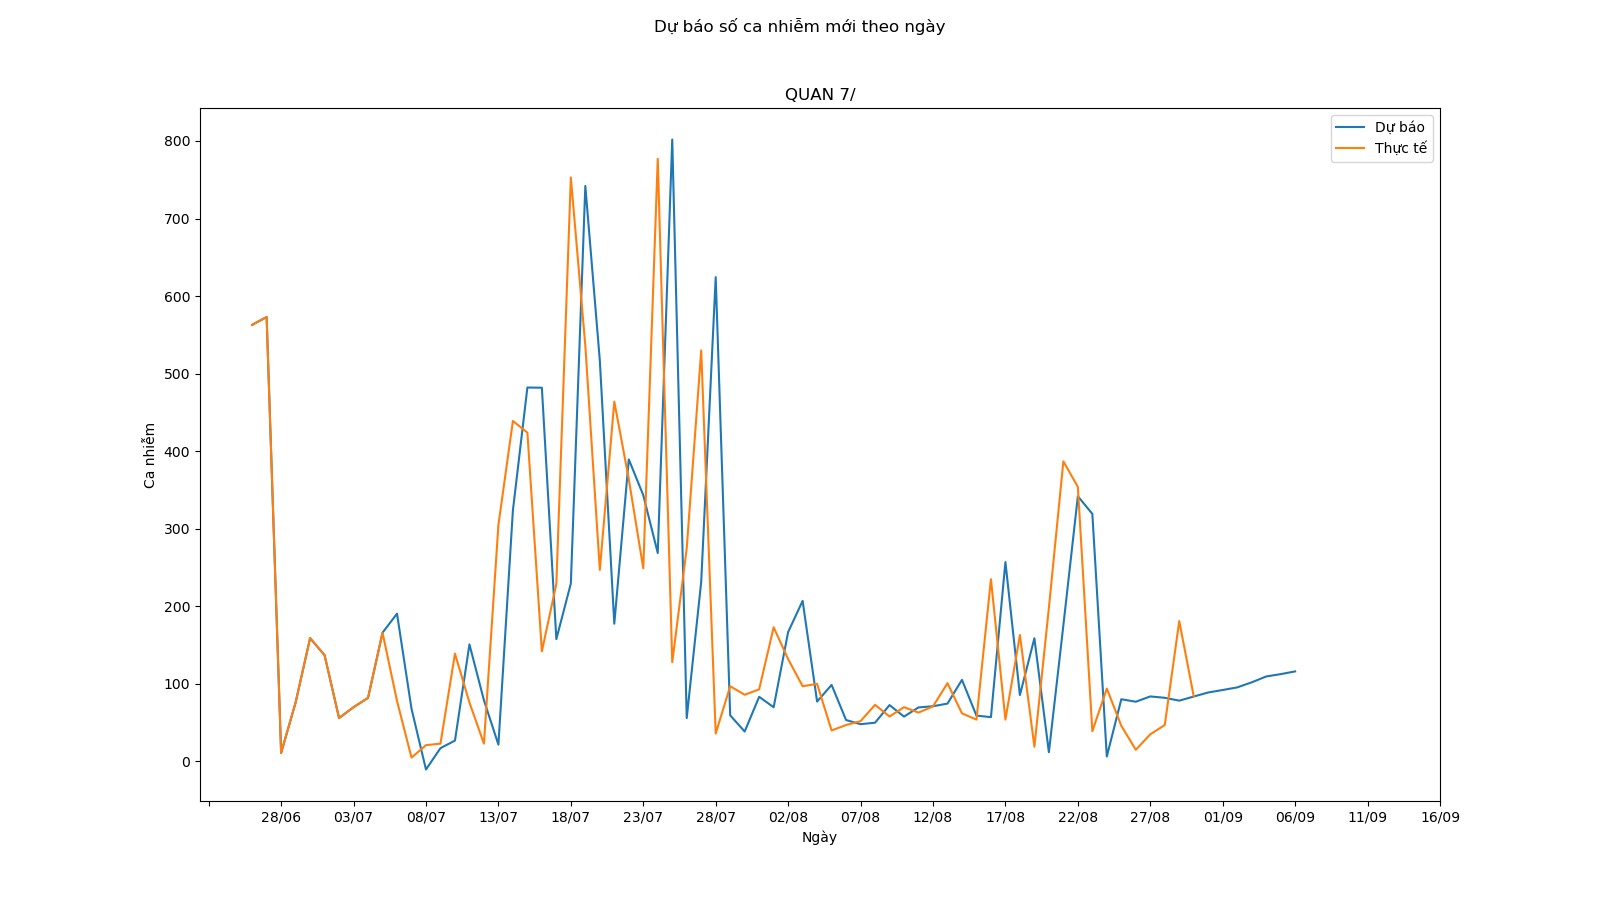 Dự báo số ca nhiễm mới theo ngày
QUAN 7/
Dự báo
Thực tế
800
700
600
500
400
300
200
100
0
Ca nhiễm
28/06 03/07 08/07 13/07 18/07 23/07 28/07 02/08 07/08 12/08 17/08 22/08 27/08 01/09 06/09 11/09 16/09
Ngày